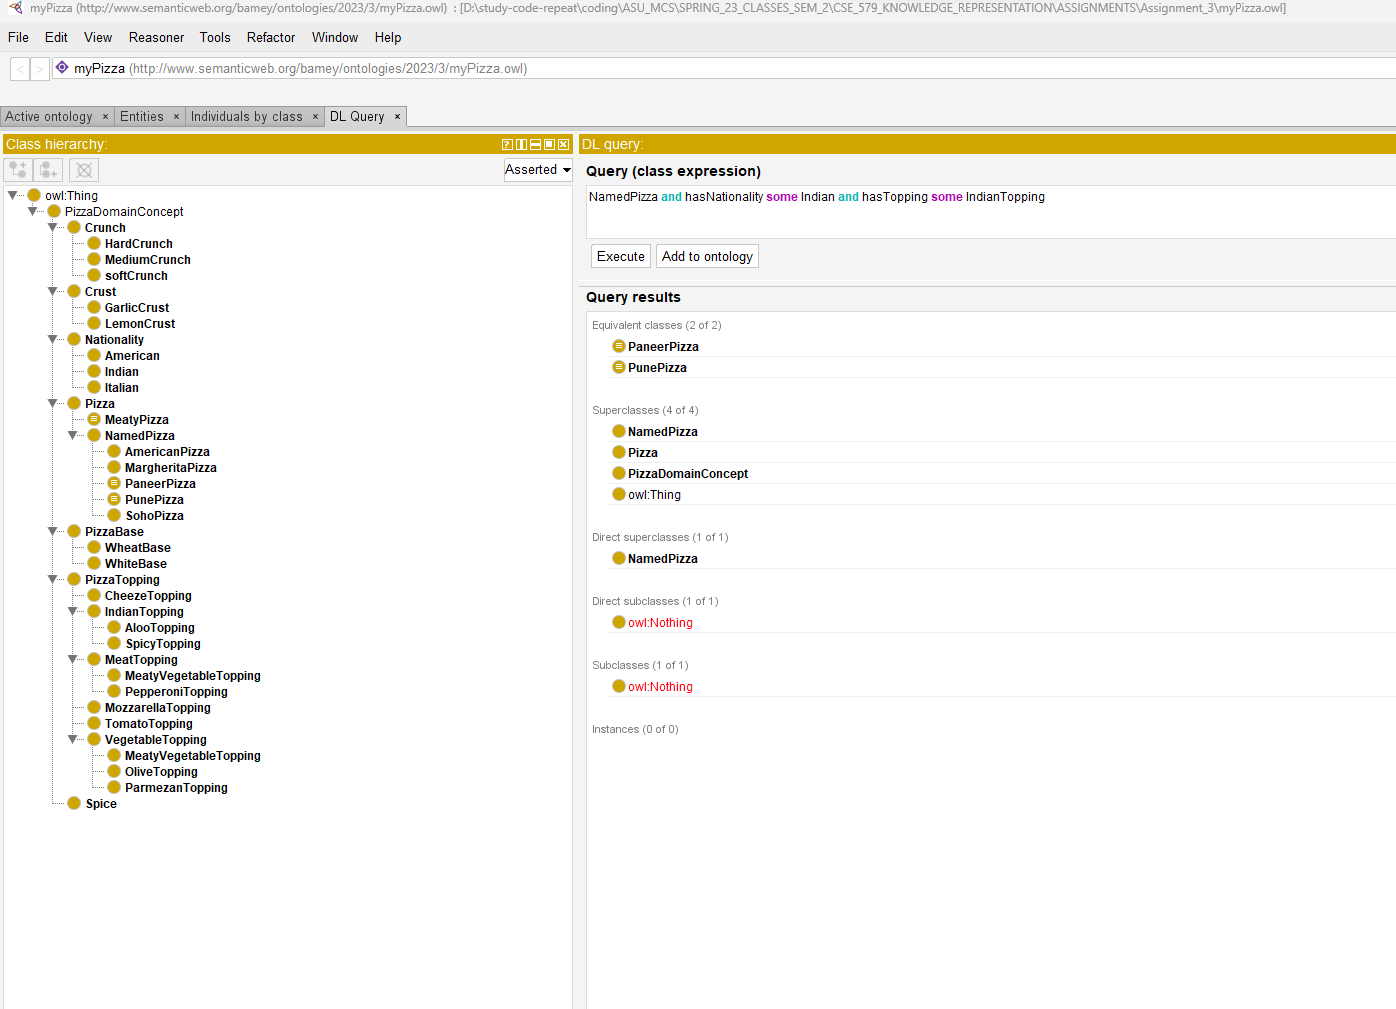 myPizza (http://www.semanticweb.org/bamey/ontologies/2023/3/myPizza.owl) : [D:\study-code-repeat\coding\ASU_MCS\SPRING_23_CLASSES_SEM_2\CSE_579_KNOWLEDGE_REPRESENTATION\ASSIGNMENTS\Assignment_3\myPizza.owl]
File Edit View Reasoner Tools Refactor Window Help
< > myPizza (http://www.semanticweb.org/bamey/ontologies/2023/3/myPizza.owl)
Active ontology × Entities × Individuals by class × DL Query ×
Class hierarchy:
Asserted
owl:Thing
PizzaDomainConcept
Crunch
HardCrunch
MediumCrunch
softCrunch
Crust
GarlicCrust
LemonCrust
Nationality
American
Indian
Italian
Pizza
MeatyPizza
NamedPizza
AmericanPizza
MargheritaPizza
PaneerPizza
PunePizza
SohoPizza
PizzaBase
WheatBase
WhiteBase
PizzaTopping
CheezeTopping
IndianTopping
AlooTopping
SpicyTopping
MeatTopping
MeatyVegetableTopping
PepperoniTopping
MozzarellaTopping
TomatoTopping
VegetableTopping
MeatyVegetableTopping
OliveTopping
ParmezanTopping
Spice
DL query:
Query (class expression)
NamedPizza and hasNationality some Indian and hasTopping some IndianTopping
Execute Add to ontology
Query results
Equivalent classes (2 of 2)
PaneerPizza
PunePizza
Superclasses (4 of 4)
NamedPizza
Pizza
PizzaDomainConcept
owl:Thing
Direct superclasses (1 of 1)
NamedPizza
Direct subclasses (1 of 1)
owl:Nothing
Subclasses (1 of 1)
owl:Nothing
Instances (0 of 0)